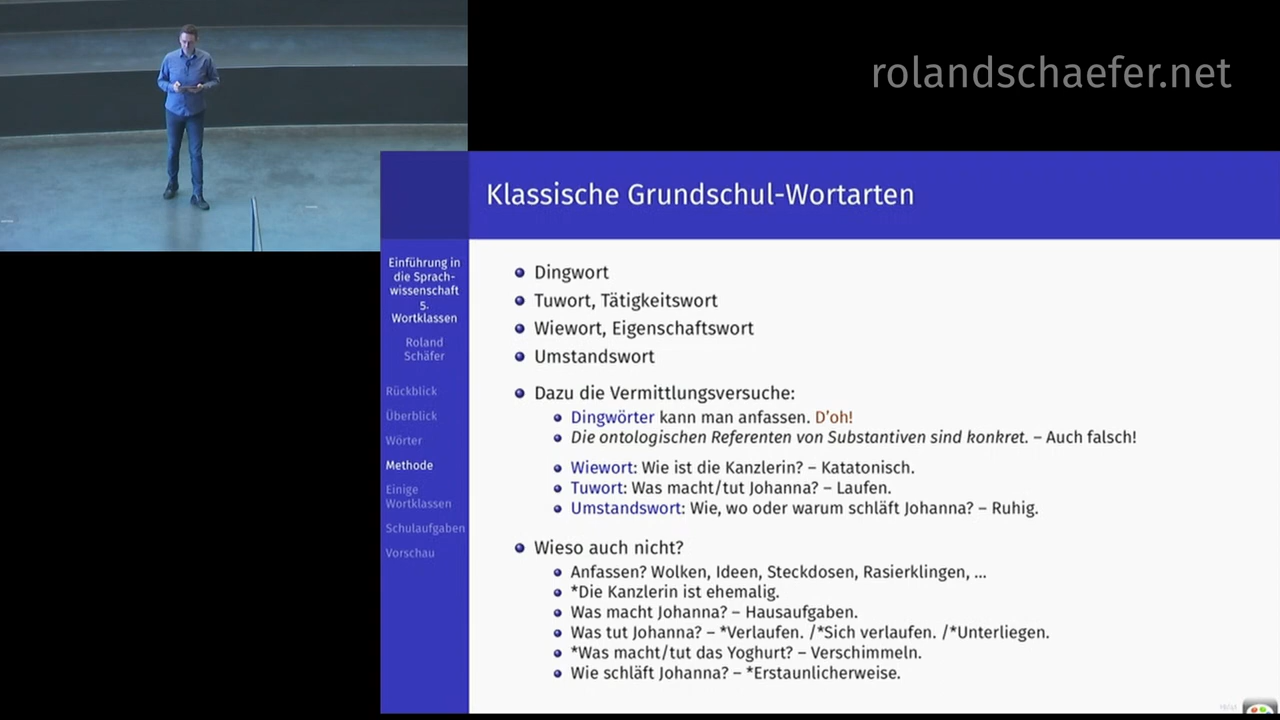 rolandschaefer.net
Klassische Grundschul-Wortarten
Einführung in
die Sprach-
wissenschaft
5.
Wortklassen
Roland
Schäfer
Rückblick
Überblick
Wörter
Methode
Einige
Wortklassen
Schulaufgaben
Vorschau
Dingwort
Tuwort, Tätigkeitswort
Wiewort, Eigenschaftswort
Umstandswort
Dazu die Vermittlungsversuche:
Dingwörter kann man anfassen. D'oh!
Die ontologischen Referenten von Substantiven sind konkret. – Auch falsch!
Wiewort: Wie ist die Kanzlerin? – Katatonisch.
Tuwort: Was macht/tut Johanna? – Laufen.
Umstandswort: Wie, wo oder warum schläft Johanna? – Ruhig.
Wieso auch nicht?
Anfassen? Wolken, Ideen, Steckdosen, Rasierklingen, ...
*Die Kanzlerin ist ehemalig.
Was macht Johanna? – Hausaufgaben.
Was tut Johanna? – *Verlaufen. /*Sich verlaufen. /*Unterliegen.
*Was macht/tut das Yoghurt? – Verschimmeln.
Wie schläft Johanna? – *Erstaunlicherweise.